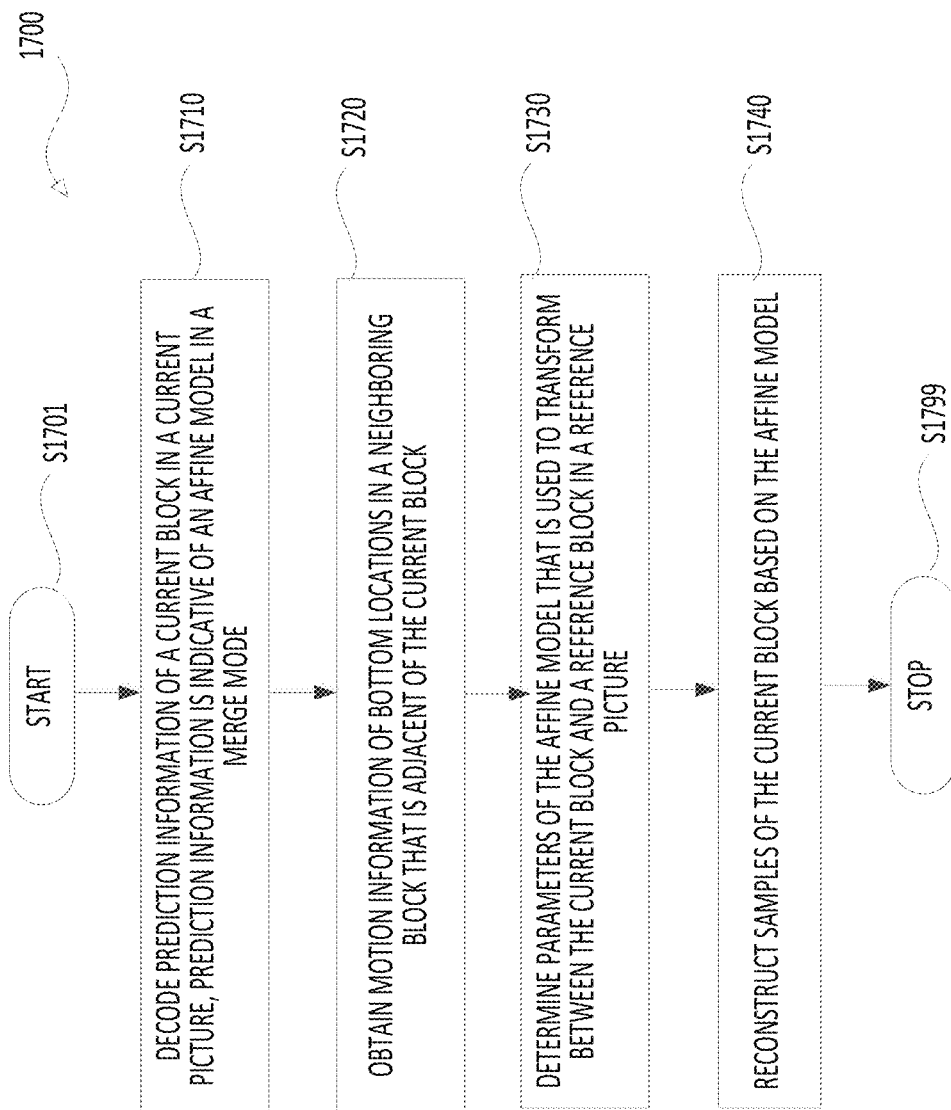 1700
START
S1701
DECODE PREDICTION INFORMATION OF A CURRENT BLOCK IN A CURRENT
PICTURE, PREDICTION INFORMATION IS INDICATIVE OF AN AFFINE MODEL IN A
MERGE MODE
S1710
OBTAIN MOTION INFORMATION OF BOTTOM LOCATIONS IN A NEIGHBORING
BLOCK THAT IS ADJACENT OF THE CURRENT BLOCK
S1720
DETERMINE PARAMETERS OF THE AFFINE MODEL THAT IS USED TO TRANSFORM
BETWEEN THE CURRENT BLOCK AND A REFERENCE BLOCK IN A REFERENCE
PICTURE
S1730
RECONSTRUCT SAMPLES OF THE CURRENT BLOCK BASED ON THE AFFINE MODEL
S1740
STOP
S1799